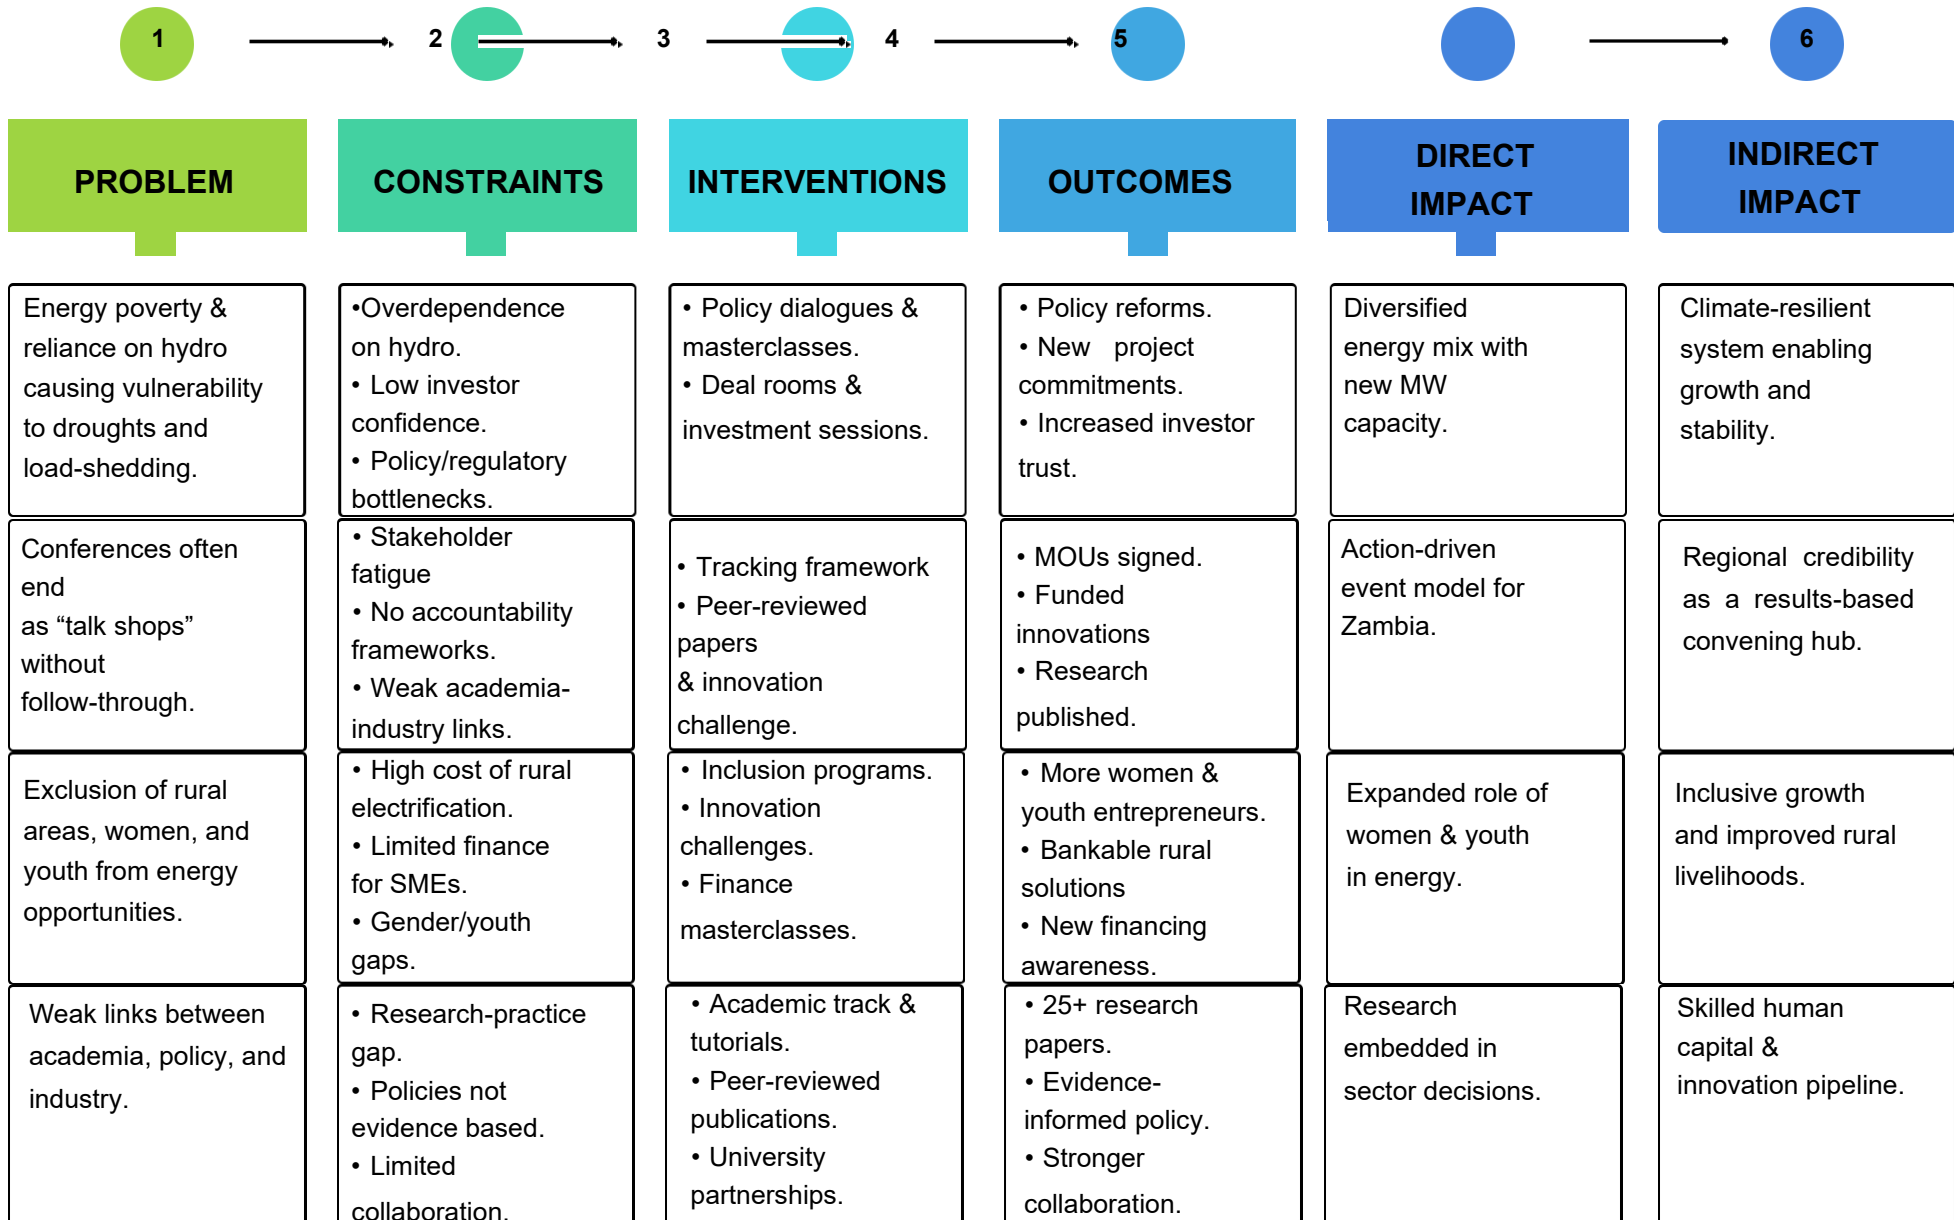 1
2
3
4
5
6
PROBLEM
CONSTRAINTS
INTERVENTIONS
OUTCOMES
DIRECT
IMPACT
INDIRECT
IMPACT
Energy poverty &
reliance on hydro
causing vulnerability
to droughts and
load-shedding.
•Overdependence
on hydro.
• Low investor
confidence.
• Policy/regulatory
bottlenecks.
• Policy dialogues &
masterclasses.
• Deal rooms &
investment sessions.
• Policy reforms.
• New project
commitments.
• Increased investor
trust.
Diversified
energy mix with
new MW
capacity.
Climate-resilient
system enabling
growth and
stability.
Conferences often
end
as “talk shops”
without
follow-through.
• Stakeholder
fatigue
• No accountability
frameworks.
• Weak academia-
industry links.
• Tracking framework
• Peer-reviewed
papers
& innovation
challenge.
• MOUs signed.
• Funded
innovations
• Research
published.
Action-driven
event model for
Zambia.
Regional credibility
as a results-based
convening hub.
Exclusion of rural
areas, women, and
youth from energy
opportunities.
• High cost of rural
electrification.
• Limited finance
for SMEs.
• Gender/youth
gaps.
• Inclusion programs.
• Innovation
challenges.
• Finance
masterclasses.
• More women &
youth entrepreneurs.
• Bankable rural
solutions
• New financing
awareness.
Expanded role of
women & youth
in energy.
Inclusive growth
and improved rural
livelihoods.
Weak links between
academia, policy, and
industry.
• Research-practice
gap.
• Policies not
evidence based.
• Limited
collaboration.
• Academic track &
tutorials.
• Peer-reviewed
publications.
• University
partnerships.
• 25+ research
papers.
• Evidence-
informed policy.
• Stronger
collaboration.
Research
embedded in
sector decisions.
Skilled human
capital &
innovation pipeline.